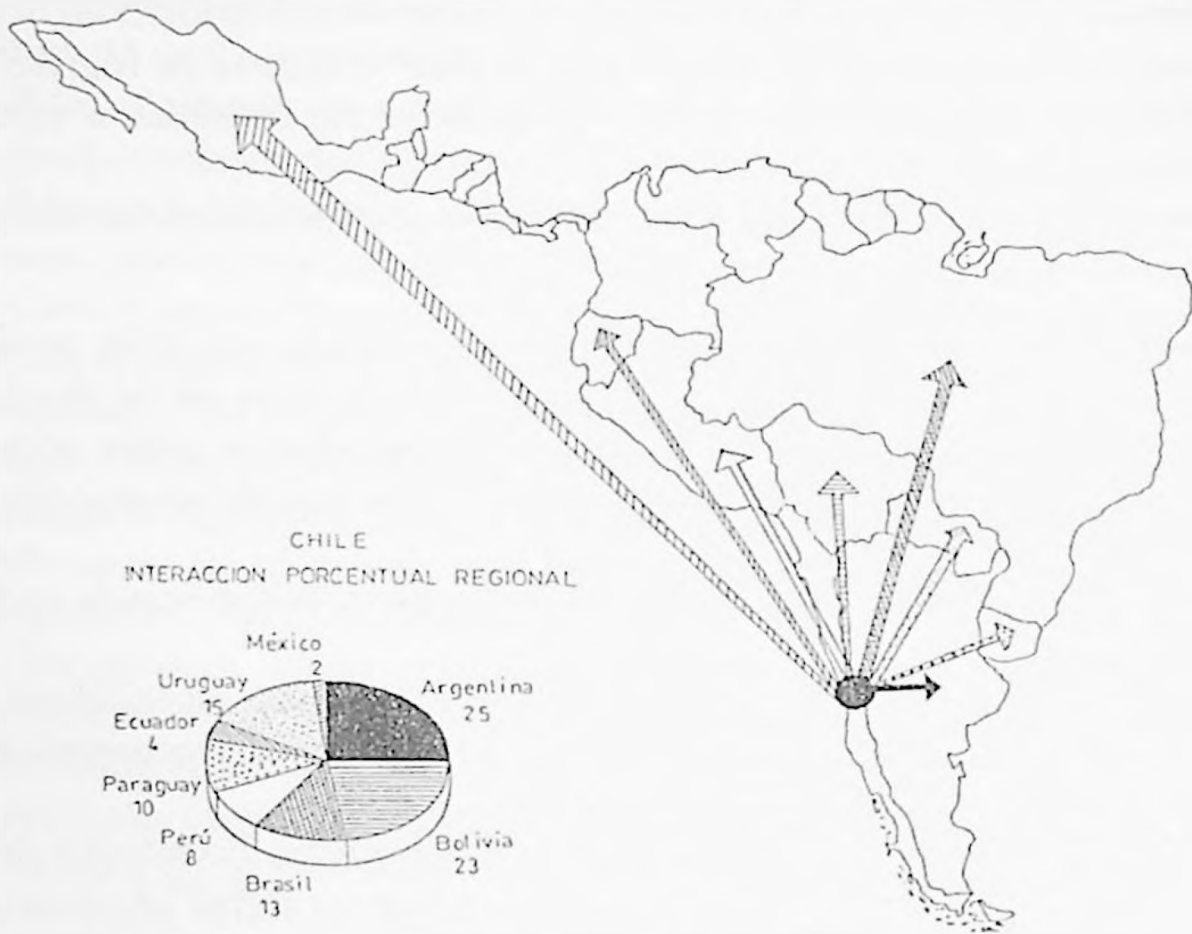 CHILE
INTERACCION PORCENTUAL REGIONAL
México
2
Argentina
25
Uruguay
15
Ecuador
4
Paraguay
10
Perú
8
Brasil
13
Bolivia
23